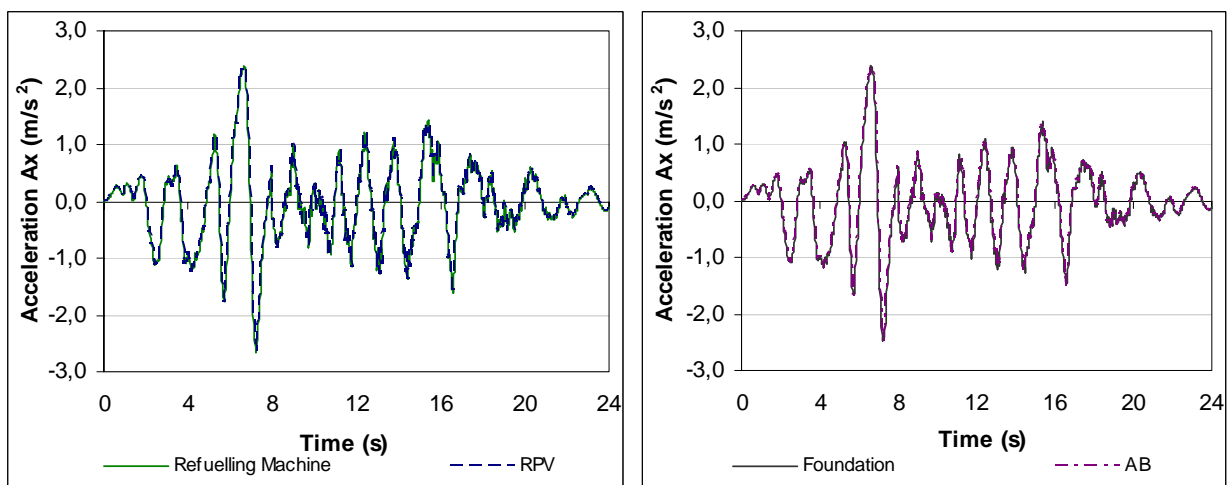 Acceleration Ax (m/s²)
3,0
2,0
1,0
0,0
-1,0
-2,0
-3,0
0 4 8 12 16 20 24
Time (s)
Refuelling Machine RPV
Acceleration Ax (m/s²)
3,0
2,0
1,0
0,0
-1,0
-2,0
-3,0
0 4 8 12 16 20 24
Time (s)
Foundation AB